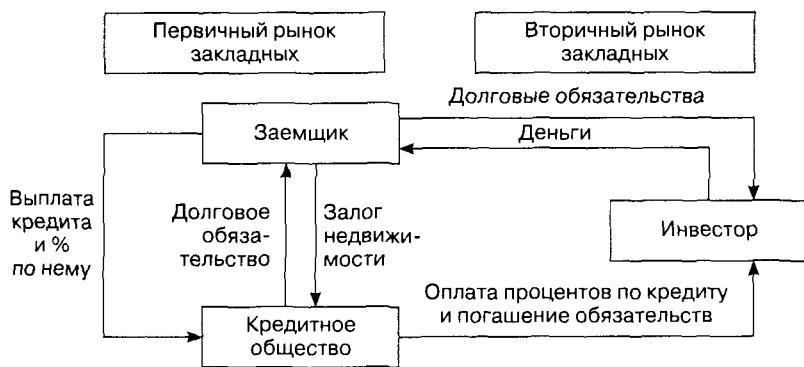 Первичный рынок
закладных
Вторичный рынок
закладных
Долговые обязательства
Заемщик
Деньги
Выплата
кредита
и %
по нему
Долговое
обяза-
тельство
Залог
недвижи-
мости
Инвестор
Оплата процентов по кредиту
и погашение обязательств
Кредитное
общество